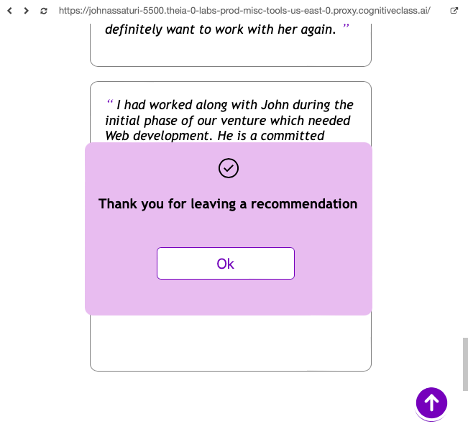 https://johnassaturi-5500.theia-0-labs-prod-misc-tools-us-east-0.proxy.cognitiveclass.ai/
definitely want to work with her again. ”
“ I had worked along with John during the
initial phase of our venture which needed
Web development. He is a committed
Thank you for leaving a recommendation
Ok